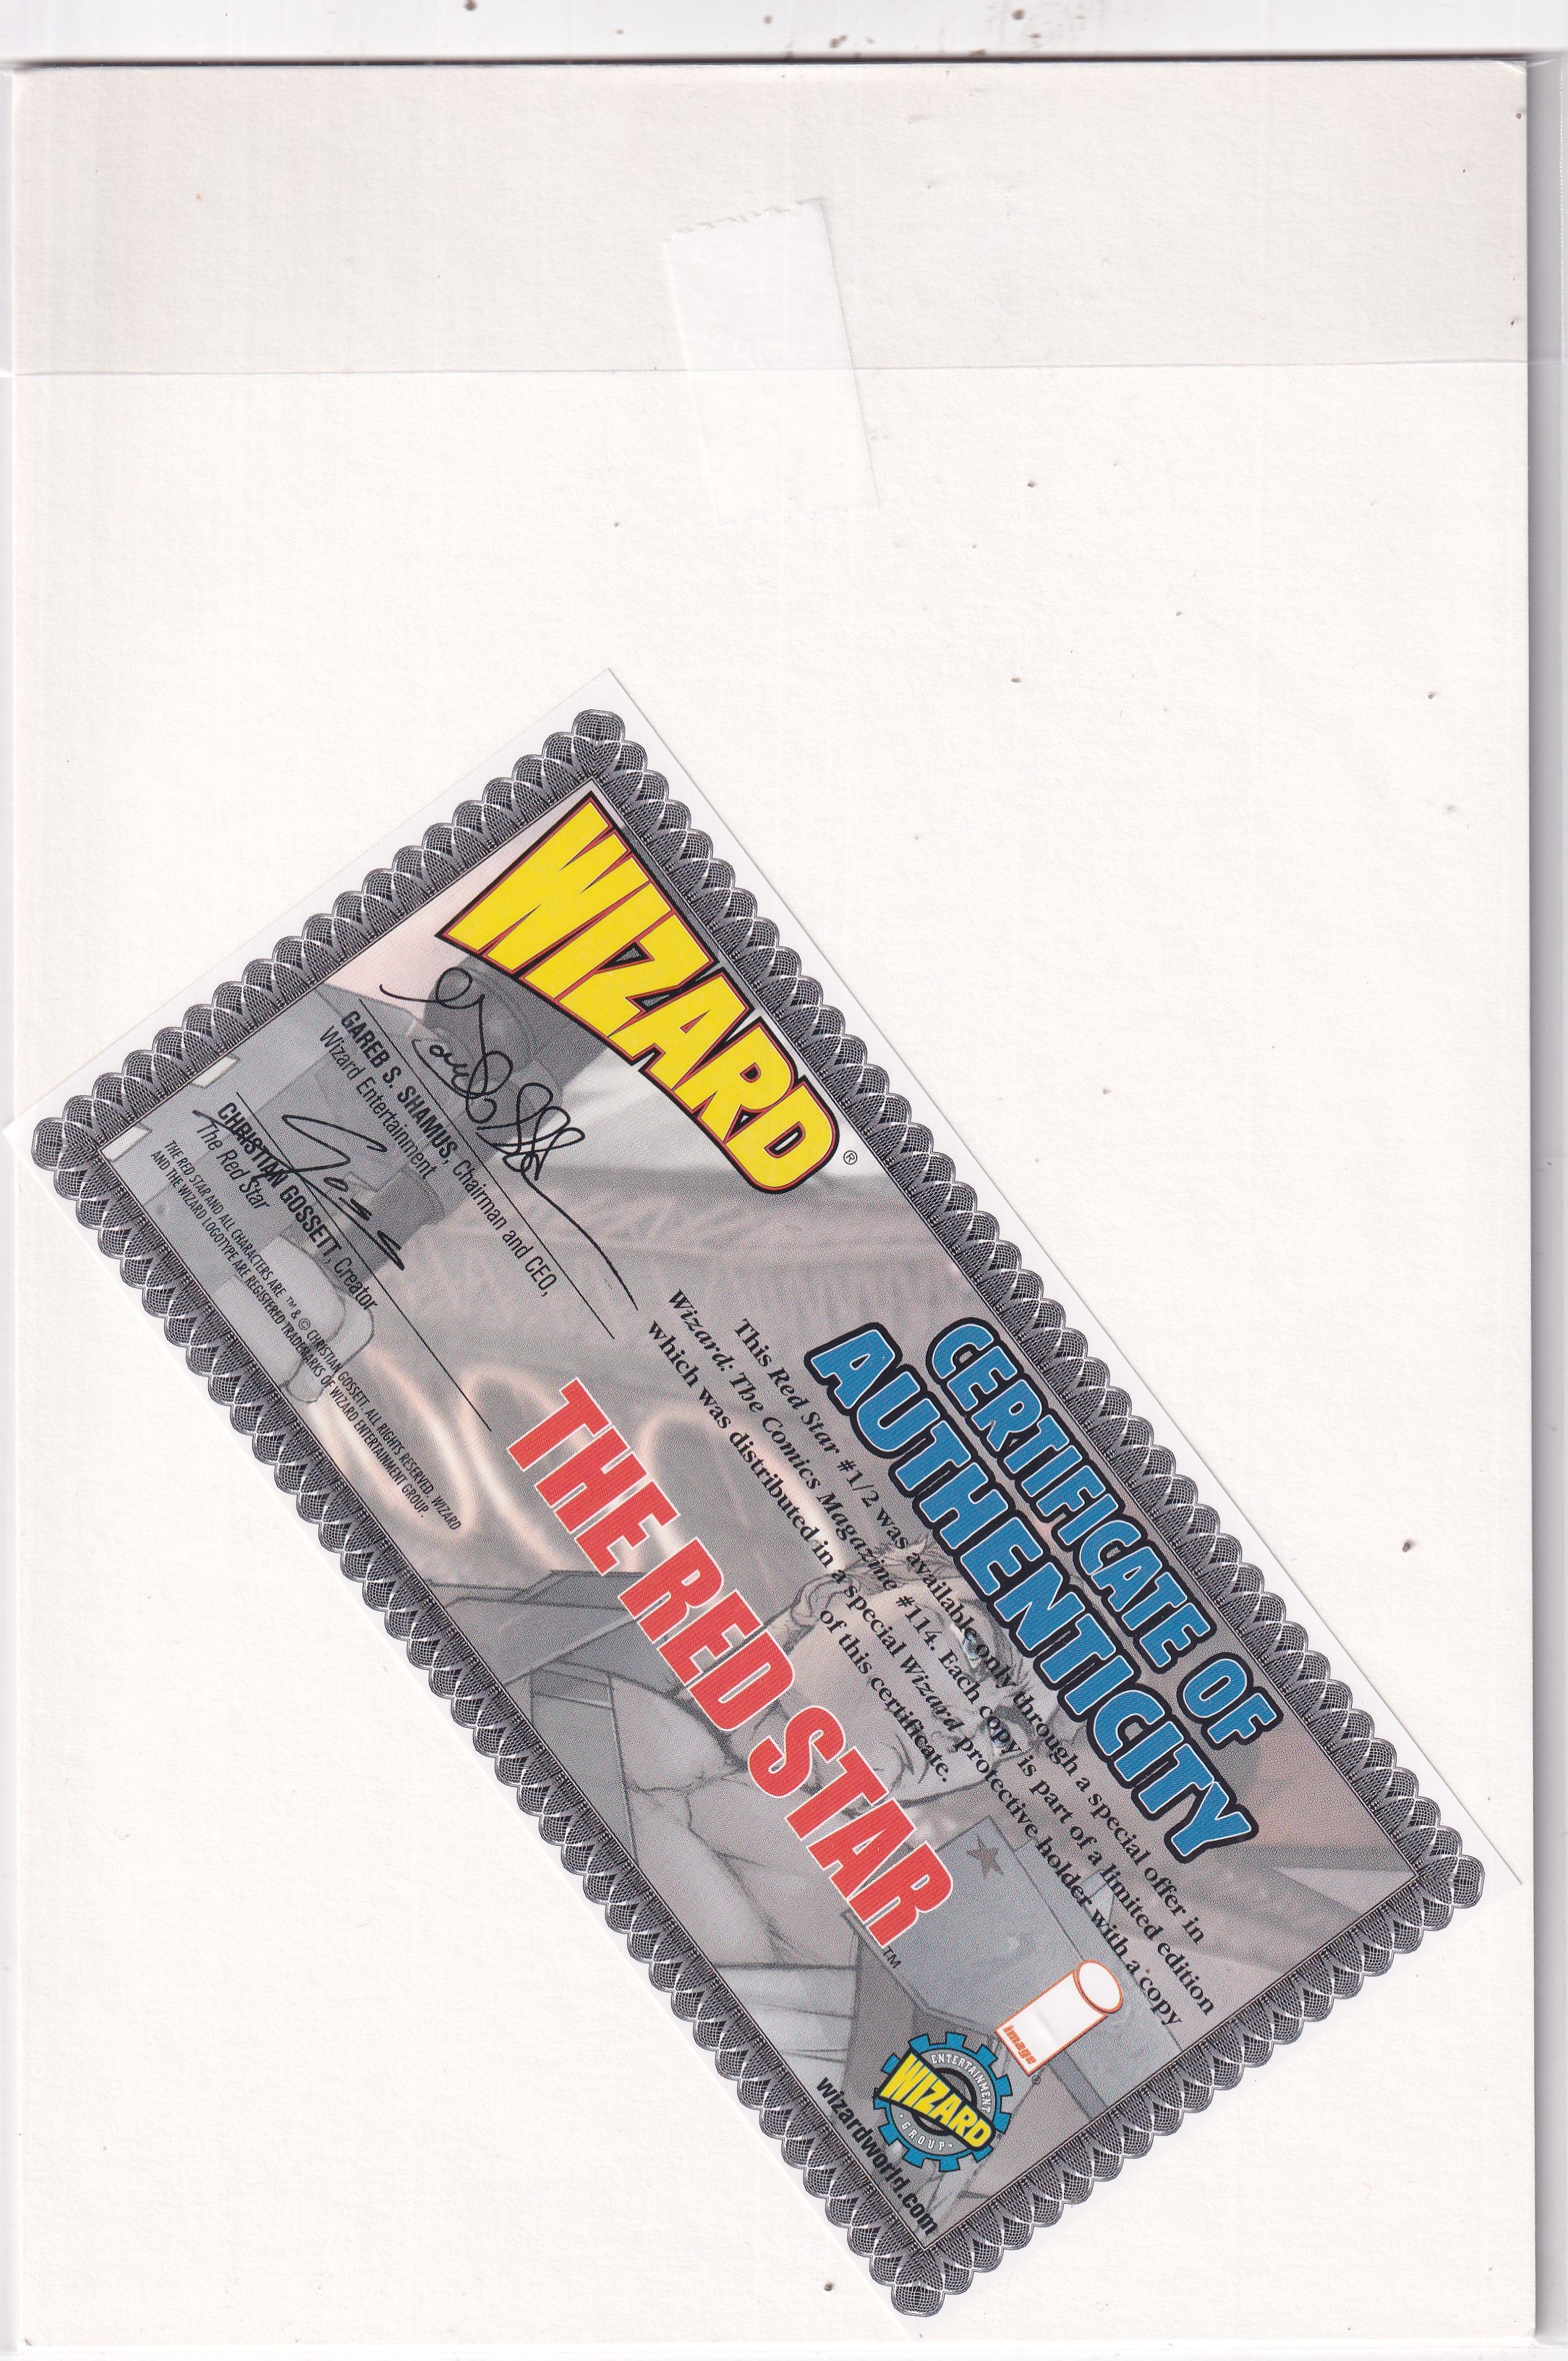 WIZARD®
CERTIFICATE OF
AUTHENTICITY
This Red Star #1/2 was available only through a special offer in
Wizard: The Comics Magazine #114. Each copy is part of a limited edition
which was distributed in a special Wizard protective holder with a copy
of this certificate.
GAREB S. SHAMUS, Chairman and CEO,
Wizard Entertainment
CHRISTIAN GOSSETT, Creator
The Red Star
THE RED STAR AND ALL CHARACTERS ARE ™ & © CHRISTIAN GOSSETT. ALL RIGHTS RESERVED. WIZARD
AND THE WIZARD LOGOTYPE ARE REGISTERED TRADEMARKS OF WIZARD ENTERTAINMENT GROUP.
THE RED STAR™
image®
ENTERTAINMENT
WIZARD
GROUP
wizardworld.com